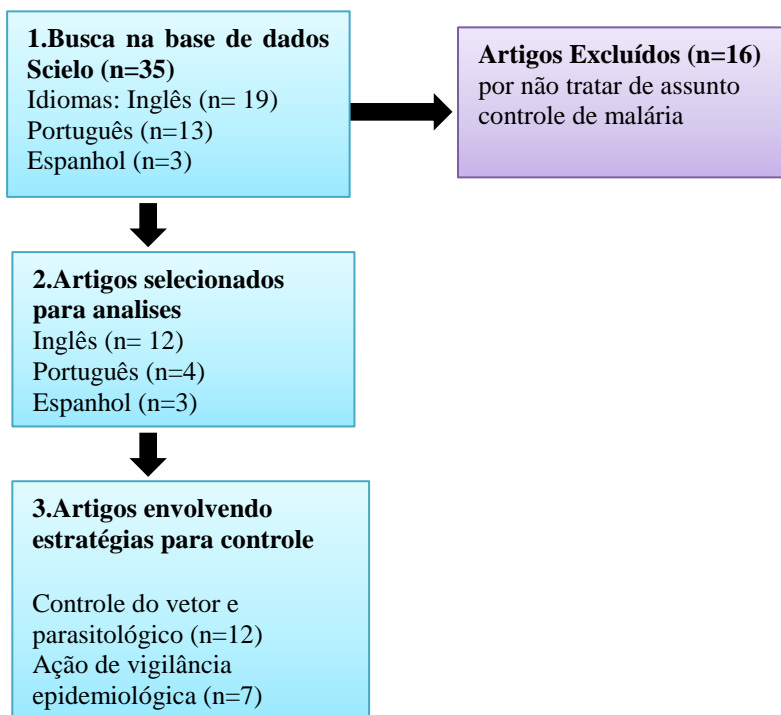 1.Busca na base de dados
Scielo (n=35)
Idiomas: Inglês (n= 19)
Português (n=13)
Espanhol (n=3)
Artigos Excluídos (n=16)
por não tratar de assunto
controle de malária
2.Artigos selecionados
para analises
Inglês (n= 12)
Português (n=4)
Espanhol (n=3)
3.Artigos envolvendo
estratégias para controle
Controle do vetor e
parasitológico (n=12)
Ação de vigilância
epidemiológica (n=7)